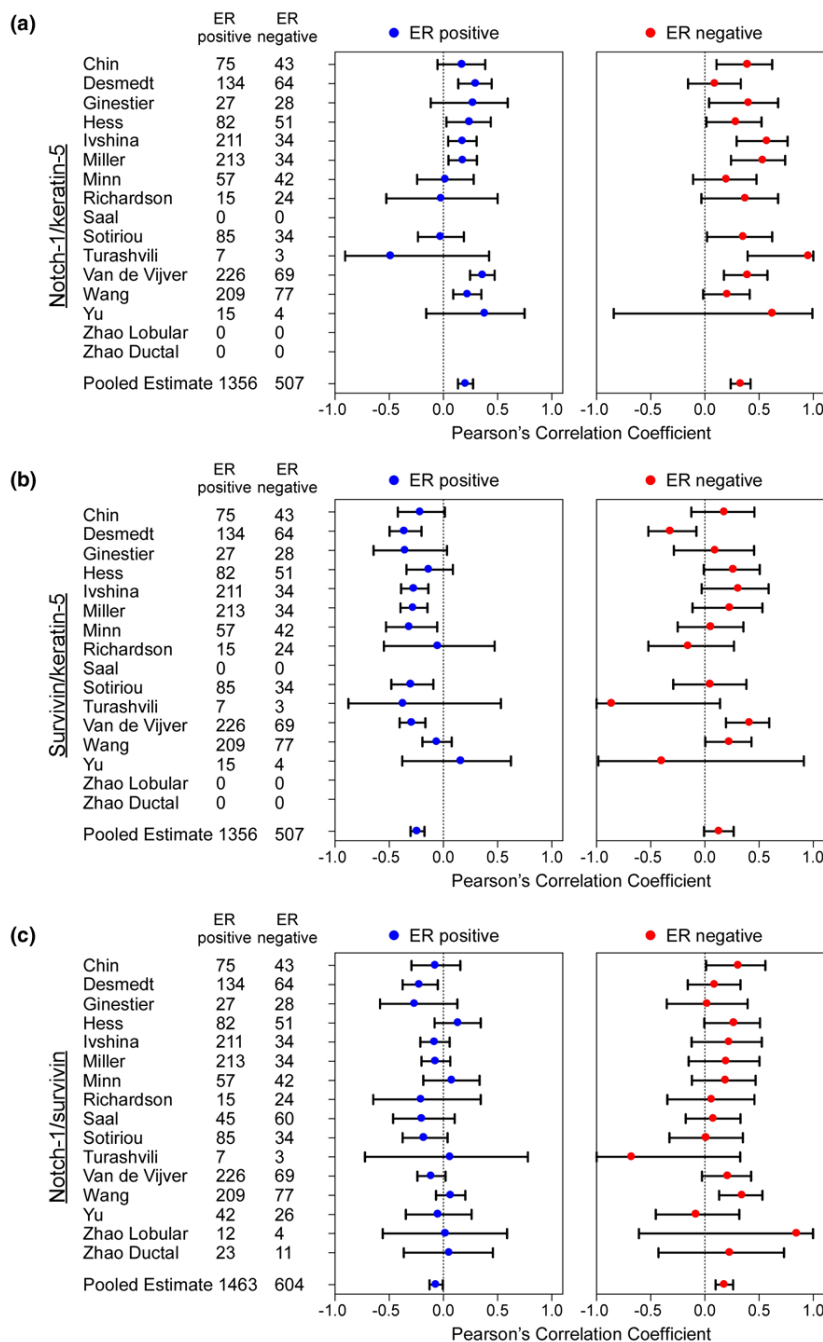 (a)
ER positive ER negative
ER positive
ER negative
Notch-1/keratin-5
Chin 75 43
Desmedt 134 64
Ginestier 27 28
Hess 82 51
Ivshina 211 34
Miller 213 34
Minn 57 42
Richardson 15 24
Saal 0 0
Sotiriou 85 34
Turashvili 7 3
Van de Vijver 226 69
Wang 209 77
Yu 15 4
Zhao Lobular 0 0
Zhao Ductal 0 0
Pooled Estimate 1356 507
-1.0 -0.5 0.0 0.5 1.0 -1.0 -0.5 0.0 0.5 1.0
Pearson's Correlation Coefficient
(b)
ER positive ER negative
ER positive
ER negative
Survivin/keratin-5
Chin 75 43
Desmedt 134 64
Ginestier 27 28
Hess 82 51
Ivshina 211 34
Miller 213 34
Minn 57 42
Richardson 15 24
Saal 0 0
Sotiriou 85 34
Turashvili 7 3
Van de Vijver 226 69
Wang 209 77
Yu 15 4
Zhao Lobular 0 0
Zhao Ductal 0 0
Pooled Estimate 1356 507
-1.0 -0.5 0.0 0.5 1.0 -1.0 -0.5 0.0 0.5 1.0
Pearson's Correlation Coefficient
(c)
ER positive ER negative
ER positive
ER negative
Notch-1/survivin
Chin 75 43
Desmedt 134 64
Ginestier 27 28
Hess 82 51
Ivshina 211 34
Miller 213 34
Minn 57 42
Richardson 15 24
Saal 45 60
Sotiriou 85 34
Turashvili 7 3
Van de Vijver 226 69
Wang 209 77
Yu 42 26
Zhao Lobular 12 4
Zhao Ductal 23 11
Pooled Estimate 1463 604
-1.0 -0.5 0.0 0.5 1.0 -1.0 -0.5 0.0 0.5 1.0
Pearson's Correlation Coefficient